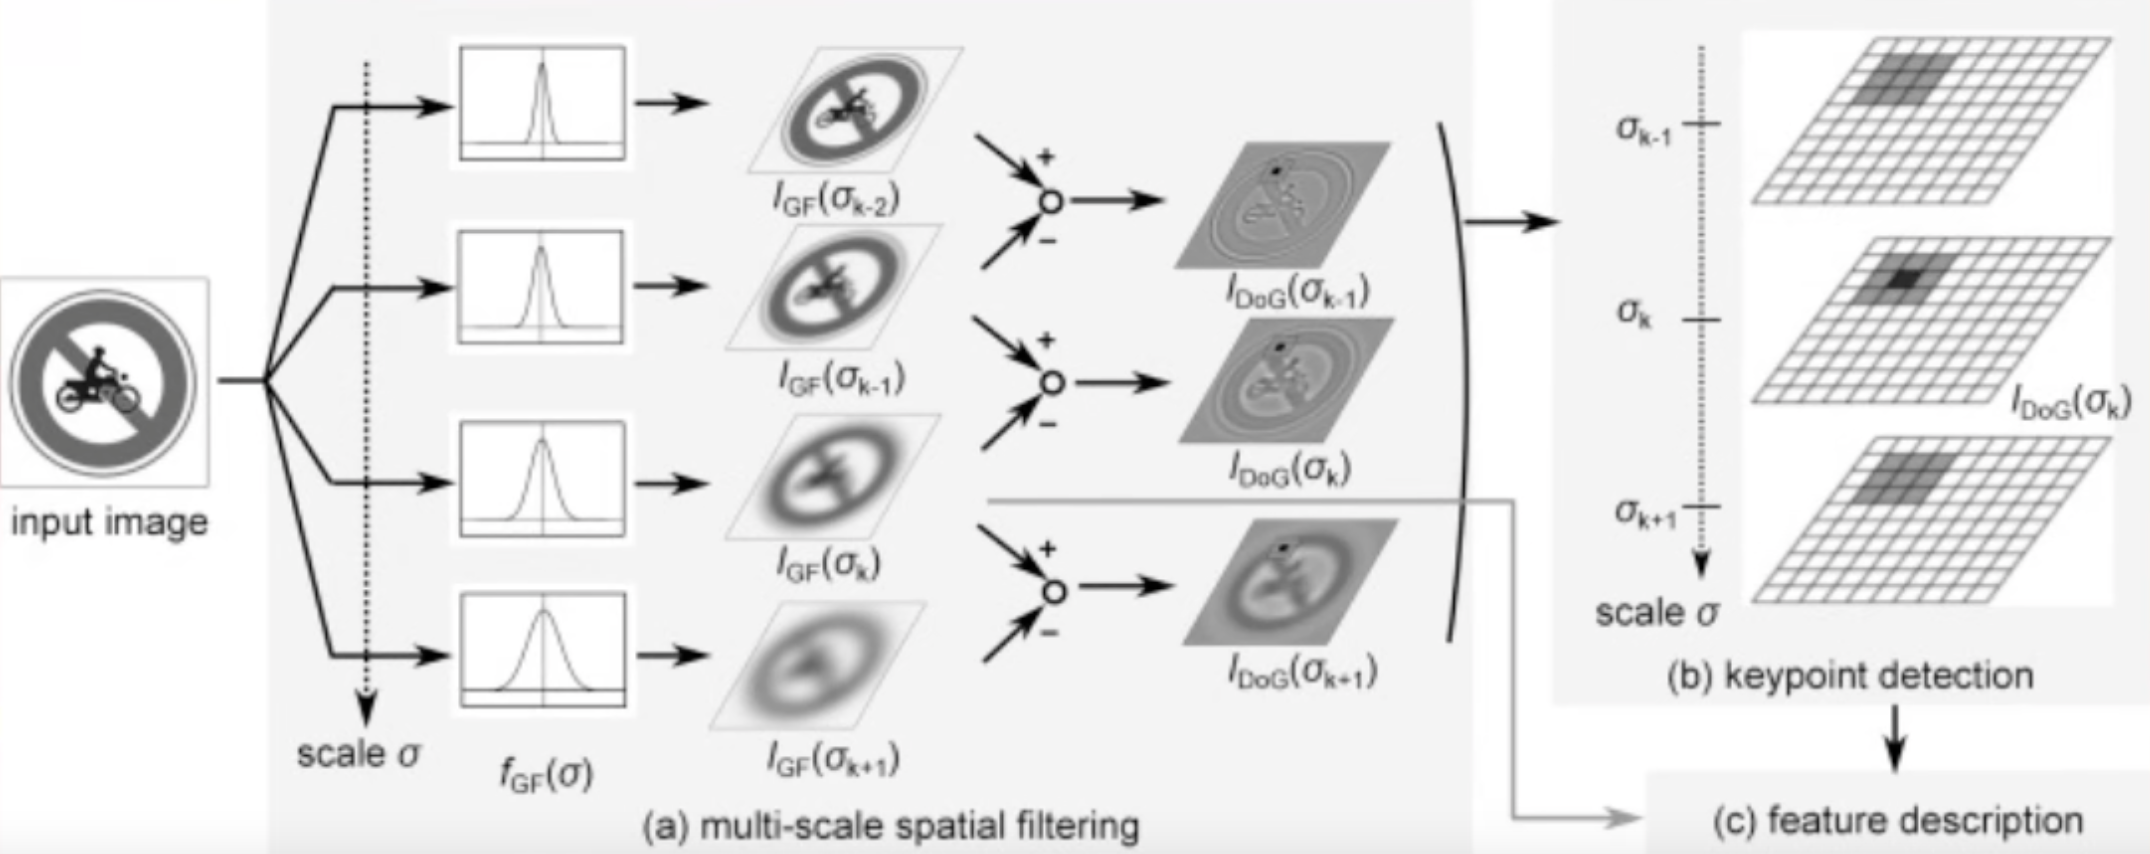 input image
scale σ
f_GF(σ)
I_GF(σ_k-2)
I_GF(σ_k-1)
I_GF(σ_k)
I_GF(σ_k+1)
+
−
+
−
+
−
I_DoG(σ_k-1)
I_DoG(σ_k)
I_DoG(σ_k+1)
(a) multi-scale spatial filtering
σ_k-1
σ_k
σ_k+1
scale σ
I_DoG(σ_k)
(b) keypoint detection
(c) feature description